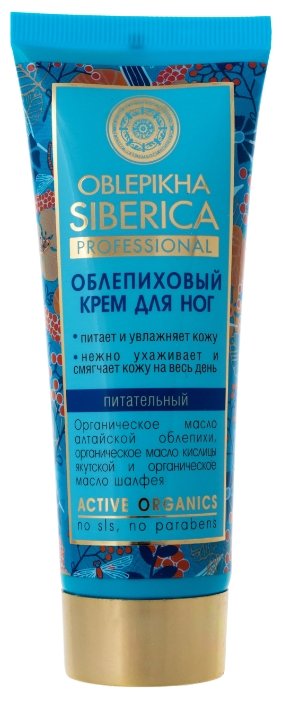 OBLEPIKHA
SIBERICA
PROFESSIONAL
ОБЛЕПИХОВЫЙ
КРЕМ ДЛЯ НОГ
• питает и увлажняет кожу
• нежно ухаживает и
смягчает кожу на весь день
питательный
Органическое масло
алтайской облепихи,
органическое масло кислицы
якутской и органическое
масло шалфея
ACTIVE ORGANICS
no sls, no parabens